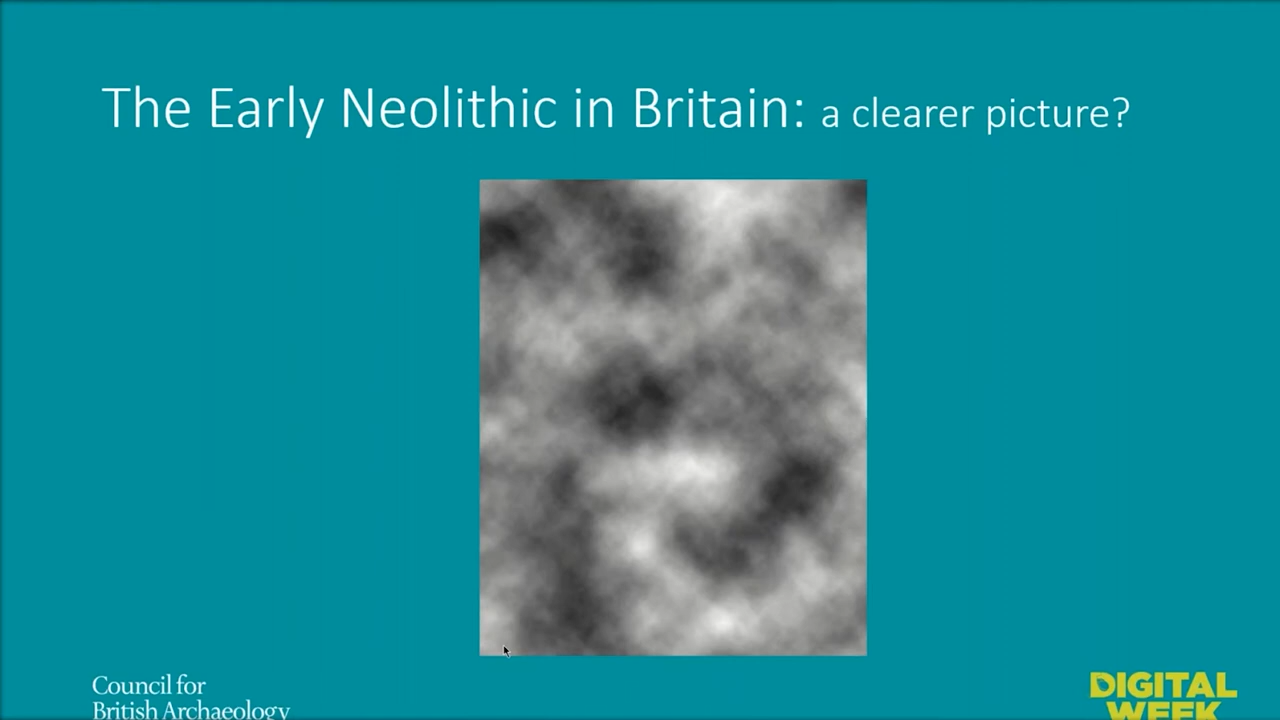 The Early Neolithic in Britain: a clearer picture?
Council for
British Archaeology
DIGITAL
WEEK